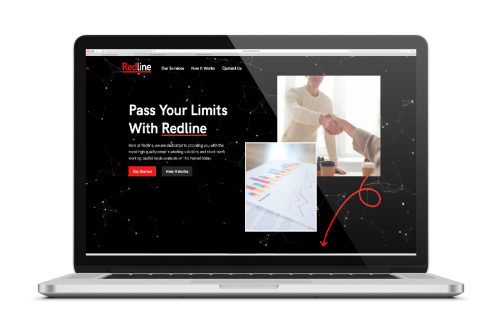 Redline
Our Services How It Works Contact Us
Pass Your Limits
With Redline
Here at Redline, we are dedicated to providing you with the
most high quality email marketing solutions and short term
working capital leads available on the market today.
Get Started How It Works